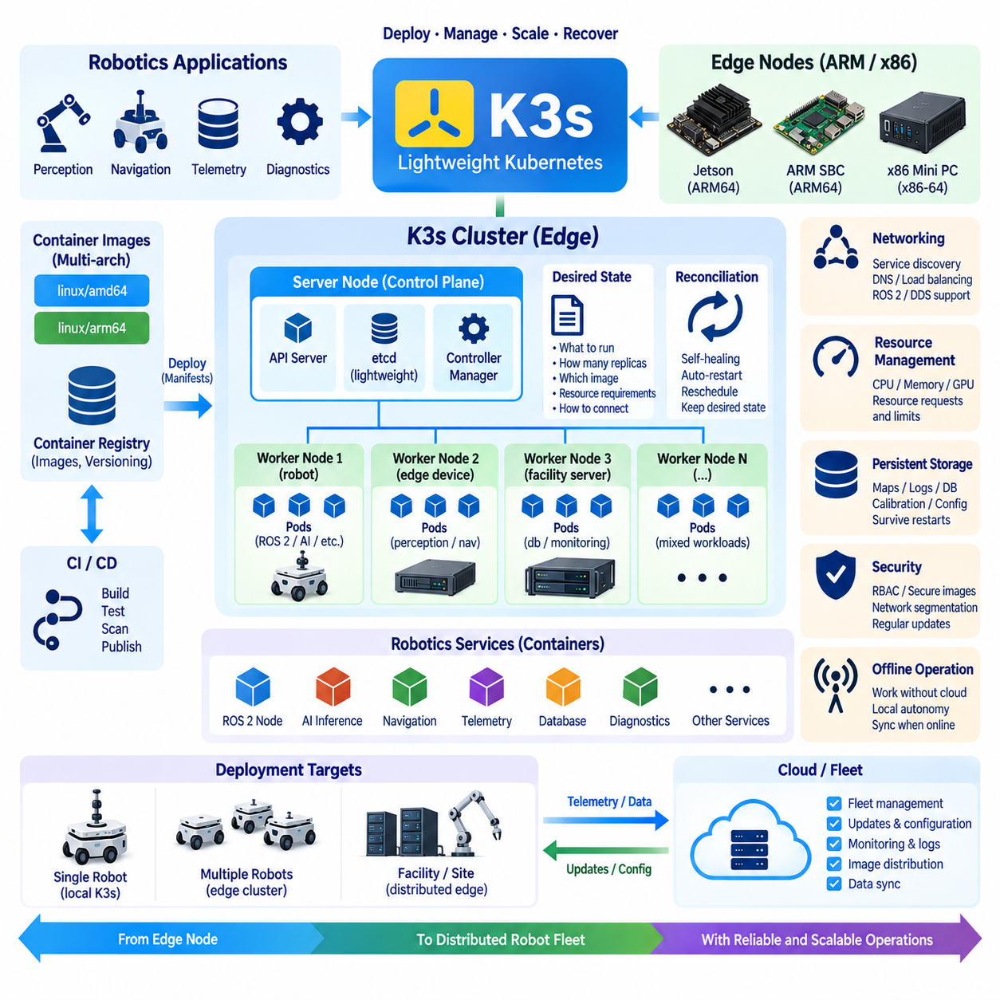 Deploy · Manage · Scale · Recover
Robotics Applications
Perception
Navigation
Telemetry
Diagnostics
K3s
Lightweight Kubernetes
Edge Nodes (ARM / x86)
Jetson
(ARM64)
ARM SBC
(ARM64)
x86 Mini PC
(x86-64)
Container Images
(Multi-arch)
linux/amd64
linux/arm64
Container Registry
(Images, Versioning)
Deploy
(Manifests)
CI / CD
Build
Test
Scan
Publish
K3s Cluster (Edge)
Server Node (Control Plane)
API Server
etcd
(lightweight)
Controller
Manager
Desired State
• What to run
• How many replicas
• Which image
• Resource requirements
• How to connect
Reconciliation
Self-healing
Auto-restart
Reschedule
Keep desired state
Worker Node 1
(robot)
Pods
(ROS 2 / AI / etc.)
Worker Node 2
(edge device)
Pods
(perception / nav)
Worker Node 3
(facility server)
Pods
(db / monitoring)
Worker Node N
(...)
Pods
(mixed workloads)
Networking
Service discovery
DNS / Load balancing
ROS 2 / DDS support
Resource
Management
CPU / Memory / GPU
Resource requests
and limits
Persistent Storage
Maps / Logs / DB
Calibration / Config
Survive restarts
Security
RBAC / Secure images
Network segmentation
Regular updates
Offline Operation
Work without cloud
Local autonomy
Sync when online
Robotics Services (Containers)
ROS 2 Node
AI Inference
Navigation
Telemetry
Database
Diagnostics
Other Services
Deployment Targets
Single Robot
(local K3s)
Multiple Robots
(edge cluster)
Facility / Site
(distributed edge)
Telemetry / Data
Updates / Config
Cloud / Fleet
Fleet management
Updates & configuration
Monitoring & logs
Image distribution
Data sync
From Edge Node
To Distributed Robot Fleet
With Reliable and Scalable Operations